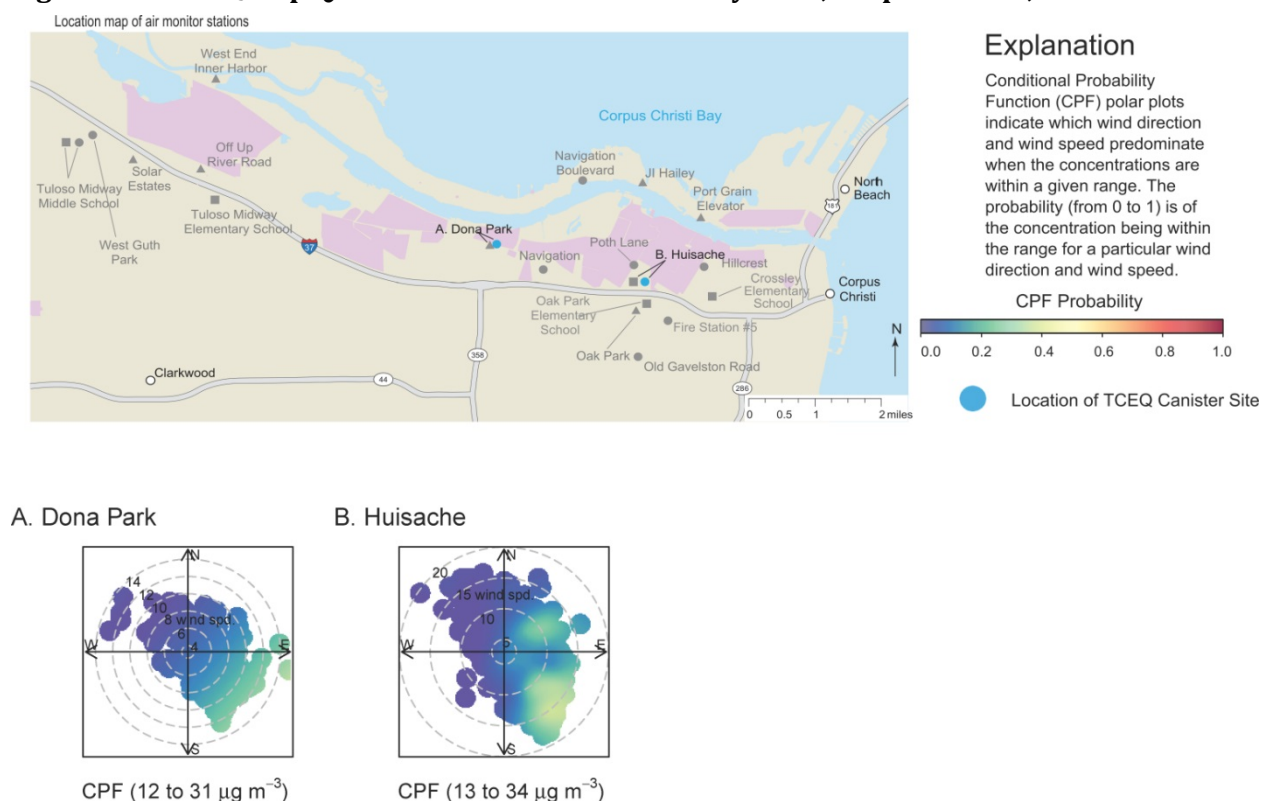 Location map of air monitor stations
West End
Inner Harbor
Corpus Christi Bay
Off Up
River Road
Solar
Estates
Tuloso Midway
Middle School
Tuloso Midway
Elementary School
West Guth
Park
37
A. Dona Park
Navigation
Boulevard
JI Hailey
Port Grain
Elevator
North
Beach
181
Poth Lane
B. Huisache
Navigation
Hillcrest
Crossley
Elementary
School
Corpus
Christi
Oak Park
Elementary
School
Fire Station #5
Oak Park
Old Gavelston Road
358
Clarkwood
44
286
N
0 0.5 1 2 miles
Explanation
Conditional Probability
Function (CPF) polar plots
indicate which wind direction
and wind speed predominate
when the concentrations are
within a given range. The
probability (from 0 to 1) is of
the concentration being within
the range for a particular wind
direction and wind speed.
CPF Probability
0.0 0.2 0.4 0.6 0.8 1.0
Location of TCEQ Canister Site
A. Dona Park
N
14
12
10
8 wind spd.
6
4
W
E
S
CPF (12 to 31 μg m⁻³)
B. Huisache
N
20
15 wind spd.
10
5
W
E
S
CPF (13 to 34 μg m⁻³)